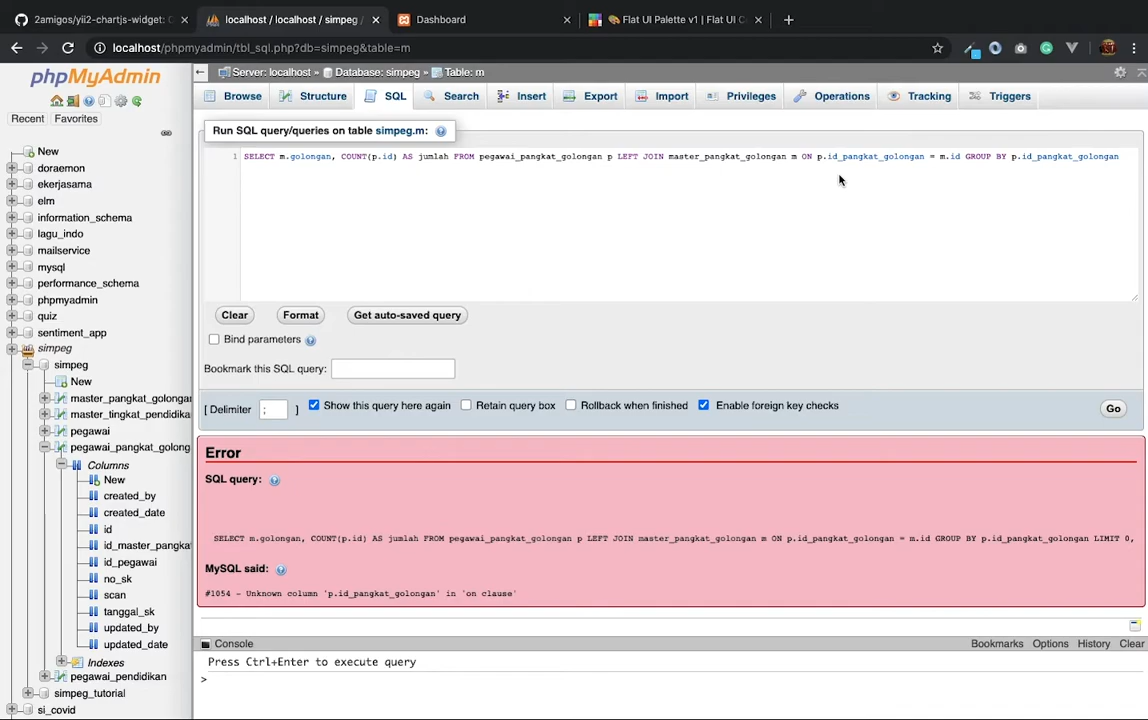 2amigos/yii2-chartjs-widget: C
localhost / localhost / simpeg /
Dashboard
Flat UI Palette v1 | Flat UI C
localhost/phpmyadmin/tbl_sql.php?db=simpeg&table=m
phpMyAdmin
Server: localhost » Database: simpeg » Table: m
Browse
Structure
SQL
Search
Insert
Export
Import
Privileges
Operations
Tracking
Triggers
Recent
Favorites
New
doraemon
ekerjasama
elm
information_schema
lagu_indo
mailservice
mysql
performance_schema
phpmyadmin
quiz
sentiment_app
simpeg
simpeg
New
master_pangkat_golongan
master_tingkat_pendidika
pegawai
pegawai_pangkat_golong
Columns
New
created_by
created_date
id
id_master_pangka
id_pegawai
no_sk
scan
tanggal_sk
updated_by
updated_date
Indexes
pegawai_pendidikan
simpeg_tutorial
si_covid
Run SQL query/queries on table simpeg.m:
1 SELECT m.golongan, COUNT(p.id) AS jumlah FROM pegawai_pangkat_golongan p LEFT JOIN master_pangkat_golongan m ON p.id_pangkat_golongan = m.id GROUP BY p.id_pangkat_golongan
Clear
Format
Get auto-saved query
Bind parameters
Bookmark this SQL query:
[ Delimiter ; ]
Show this query here again
Retain query box
Rollback when finished
Enable foreign key checks
Go
Error
SQL query:
SELECT m.golongan, COUNT(p.id) AS jumlah FROM pegawai_pangkat_golongan p LEFT JOIN master_pangkat_golongan m ON p.id_pangkat_golongan = m.id GROUP BY p.id_pangkat_golongan LIMIT 0,
MySQL said:
#1054 - Unknown column 'p.id_pangkat_golongan' in 'on clause'
Console
Bookmarks
Options
History
Clear
Press Ctrl+Enter to execute query
>